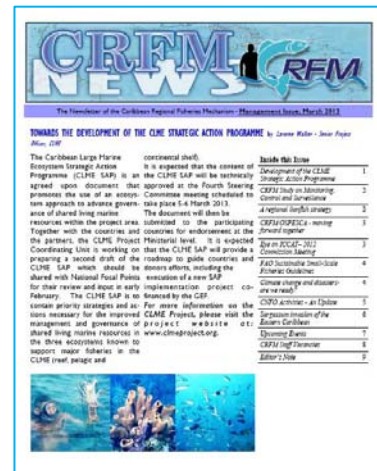 CRFM
NEWS
CRFM
The Newsletter of the Caribbean Regional Fisheries Mechanism - Management Issue, March 2013
TOWARDS THE DEVELOPMENT OF THE CLME STRATEGIC ACTION PROGRAMME by Senior Project
Officer, CLME
The Caribbean Large Marine
Ecosystem Strategic Action
Programme (CLME SAP) is an
agreed upon document that
promotes the use of an ecosys-
tem approach to advance govern-
ance of shared living marine
resources within the project area.
Together with the countries and
the partners, the CLME Project
Coordinating Unit is working on
preparing a second draft of the
CLME SAP which should be
shared with National Focal Points
for their review and input in early
February. The CLME SAP is to
contain priority strategies and ac-
tions necessary for the improved
management and governance of
shared living marine resources in
the three ecosystems known to
support major fisheries in the
CLME (reef, pelagic and
continental shelf).
It is expected that the content of
the CLME SAP will be technically
approved at the Fourth Steering
Committee meeting scheduled to
take place 5-6 March 2013.
The document will then be
submitted to the participating
countries for endorsement at the
Ministerial level. It is expected
that the CLME SAP will provide a
roadmap to guide countries and
donors efforts, including the
execution of a new SAP
implementation project co-
financed by the GEF.
For more information on the
CLME Project, please visit the
project website at:
www.clmeproject.org.
Inside this Issue
Development of the CLME
Strategic Action Programme 1
CRFM Study on Monitoring,
Control and Surveillance 2
A regional lionfish strategy 2
CRFM OSPESCA - moving
forward together 3
Eye on ICCAT- 2012
Commission Meeting 3
FAO Sustainable Small-Scale
Fisheries Guidelines 4
Climate change and disasters-
are we ready? 4
CNFO Activities - An Update 5
Sargassum invasion of the
Eastern Caribbean 6
Upcoming Events 7
CRFM Staff 8
Editor's Note 9